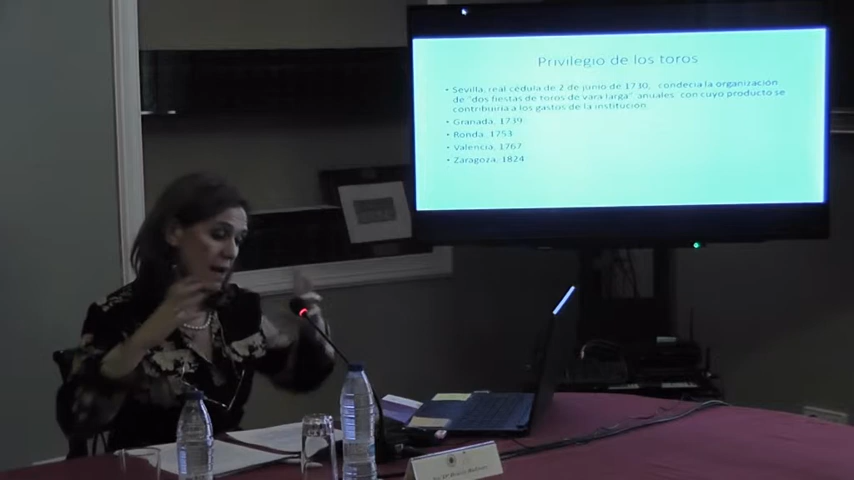 Privilegio de los toros
• Sevilla, real cédula de 2 de junio de 1730, condecía la organización
de "dos fiestas de toros de vara larga" anuales, con cuyo producto se
contribuiría a los gastos de la institución.
• Granada, 1739
• Ronda, 1753
• Valencia, 1767
• Zaragoza, 1824